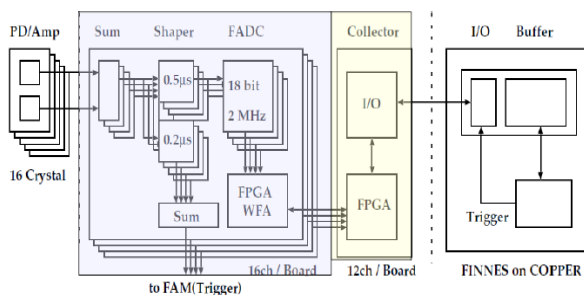 PD/Amp Sum Shaper FADC Collector I/O Buffer
0.5µs
18 bit
2 MHz
I/O
0.2µs
16 Crystal
FPGA
WFA
FPGA
Trigger
Sum
16ch / Board
12ch / Board
FINNES on COPPER
to FAM(Trigger)